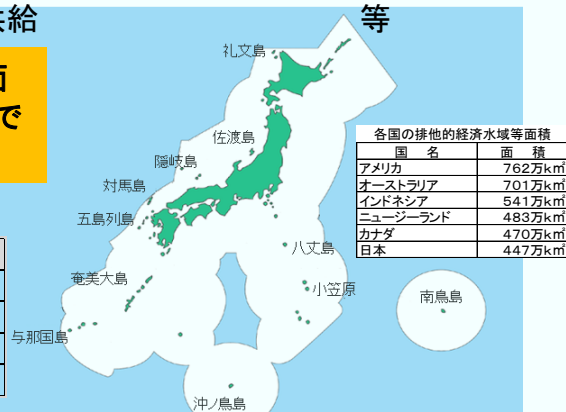 供給
等
面
で
礼文島
佐渡島
隠岐島
対馬島
五島列島
八丈島
奄美大島
小笠原
南鳥島
与那国島
沖ノ鳥島
各国の排他的経済水域等面積
国 名 面 積
アメリカ 762万k㎡
オーストラリア 701万k㎡
インドネシア 541万k㎡
ニュージーランド 483万k㎡
カナダ 470万k㎡
日本 447万k㎡